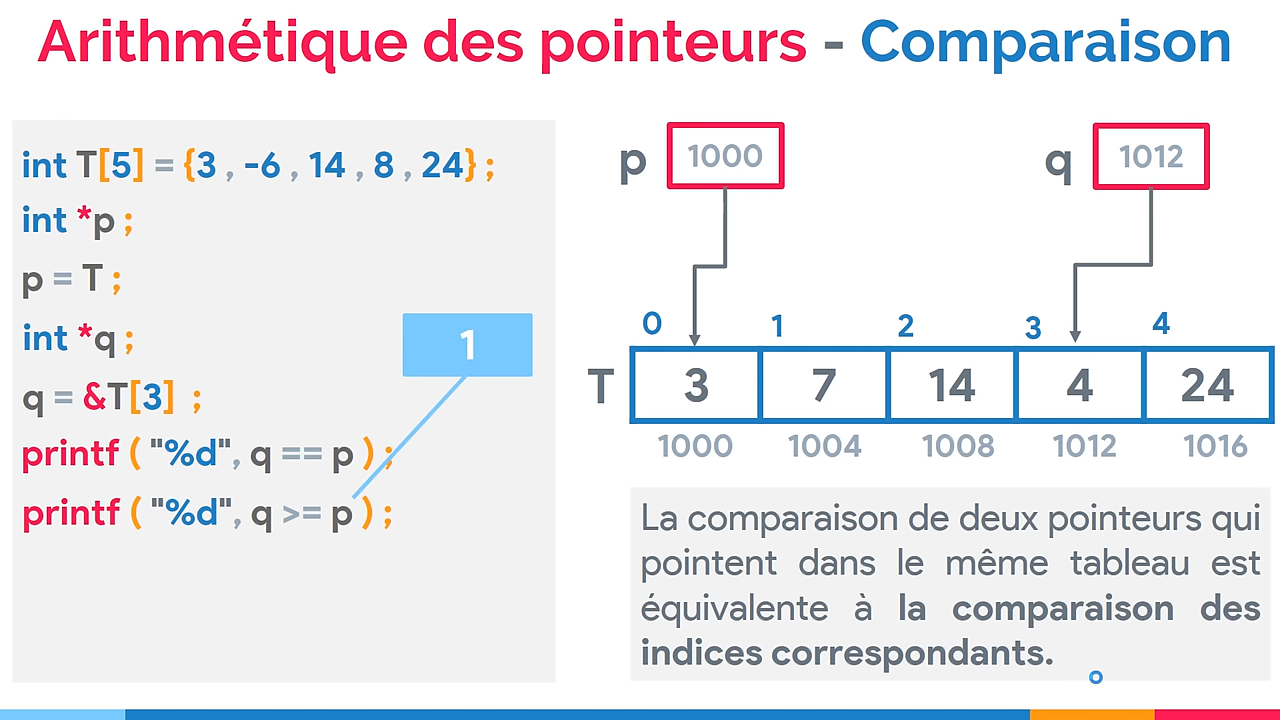 Arithmétique des pointeurs - Comparaison
int T[5] = {3 , -6 , 14 , 8 , 24} ;
int *p ;
p = T ;
int *q ;
q = &T[3] ;
printf ( "%d", q == p ) ;
printf ( "%d", q >= p ) ;
1
p 1000 q 1012
0 1 2 3 4
T 3 7 14 4 24
1000 1004 1008 1012 1016
La comparaison de deux pointeurs qui
pointent dans le même tableau est
équivalente à la comparaison des
indices correspondants.